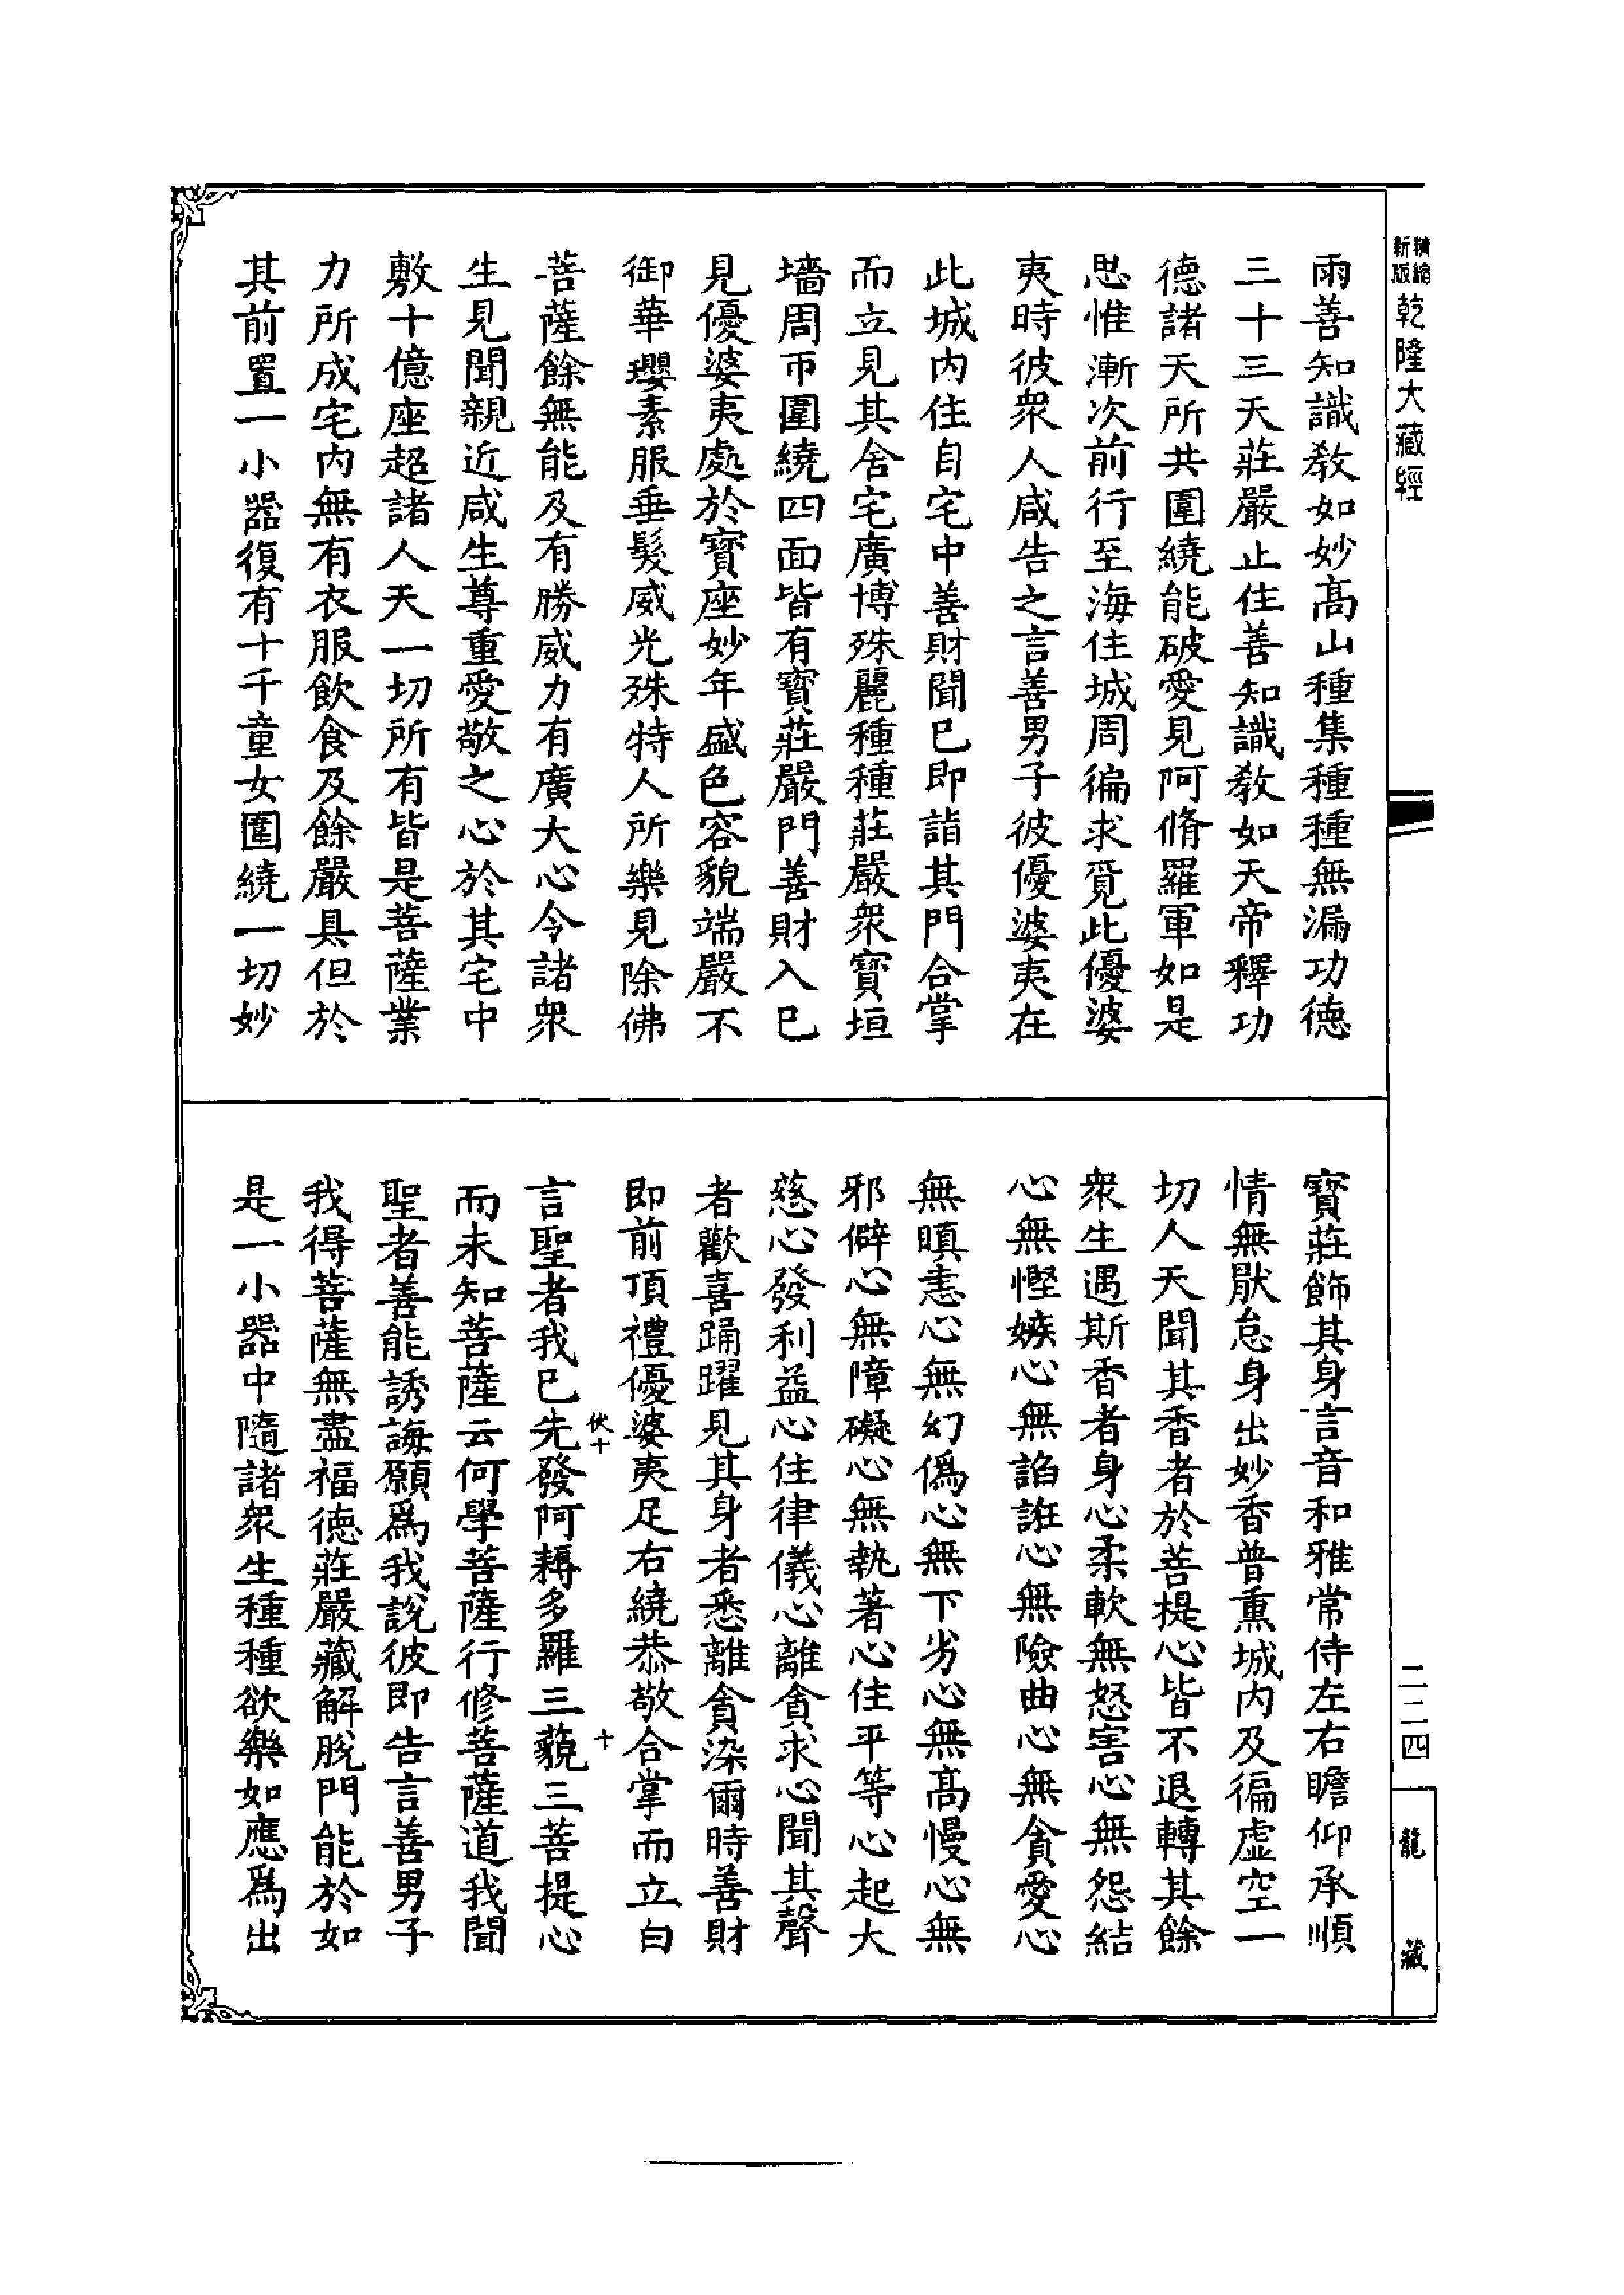 精縮
新版
乾隆大藏經
雨善知識教如妙高山種集種種無漏功德
三十三天莊嚴止住善知識教如天帝釋功
德諸天所共圍繞能破愛見阿脩羅軍如是
思惟漸次前行至海住城周徧求覓此優婆
夷時彼衆人咸告之言善男子彼優婆夷在
此城内住自宅中善財聞已即詣其門合掌
而立見其舍宅廣博殊麗種種莊嚴衆寶垣
墻周帀圍繞四面皆有寶莊嚴門善財入已
見優婆夷處於寶座妙年盛色容貌端嚴不
御華瓔素服垂髮威光殊特人所樂見除佛
菩薩餘無能及有勝威力有廣大心令諸衆
生見聞親近咸生尊重愛敬之心於其宅中
敷十億座超諸人天一切所有皆是菩薩業
力所成宅内無有衣服飲食及餘嚴具但於
其前置一小器復有十千童女圍繞一切妙
寶莊飾其身言音和雅常侍左右瞻仰承順
情無猒怠身出妙香普熏城内及徧虛空一
切人天聞其香者於菩提心皆不退轉其餘
衆生遇斯香者身心柔軟無怒害心無怨結
心無慳嫉心無諂誑心無險曲心無貪愛心
無瞋恚心無幻偽心無下劣心無高慢心無
邪僻心無障礙心無執著心住平等心起大
慈心發利益心住律儀心離貪求心聞其聲
者歡喜踊躍見其身者悉離貪染爾時善財
即前頂禮優婆夷足右繞恭敬合掌而立白
伏十
十
言聖者我已先發阿耨多羅三藐三菩提心
而未知菩薩云何學菩薩行修菩薩道我聞
聖者善能誘誨願爲我說彼即告言善男子
我得菩薩無盡福德莊嚴藏解脫門能於如
是一小器中隨諸衆生種種欲樂如應爲出
二二四
龍藏